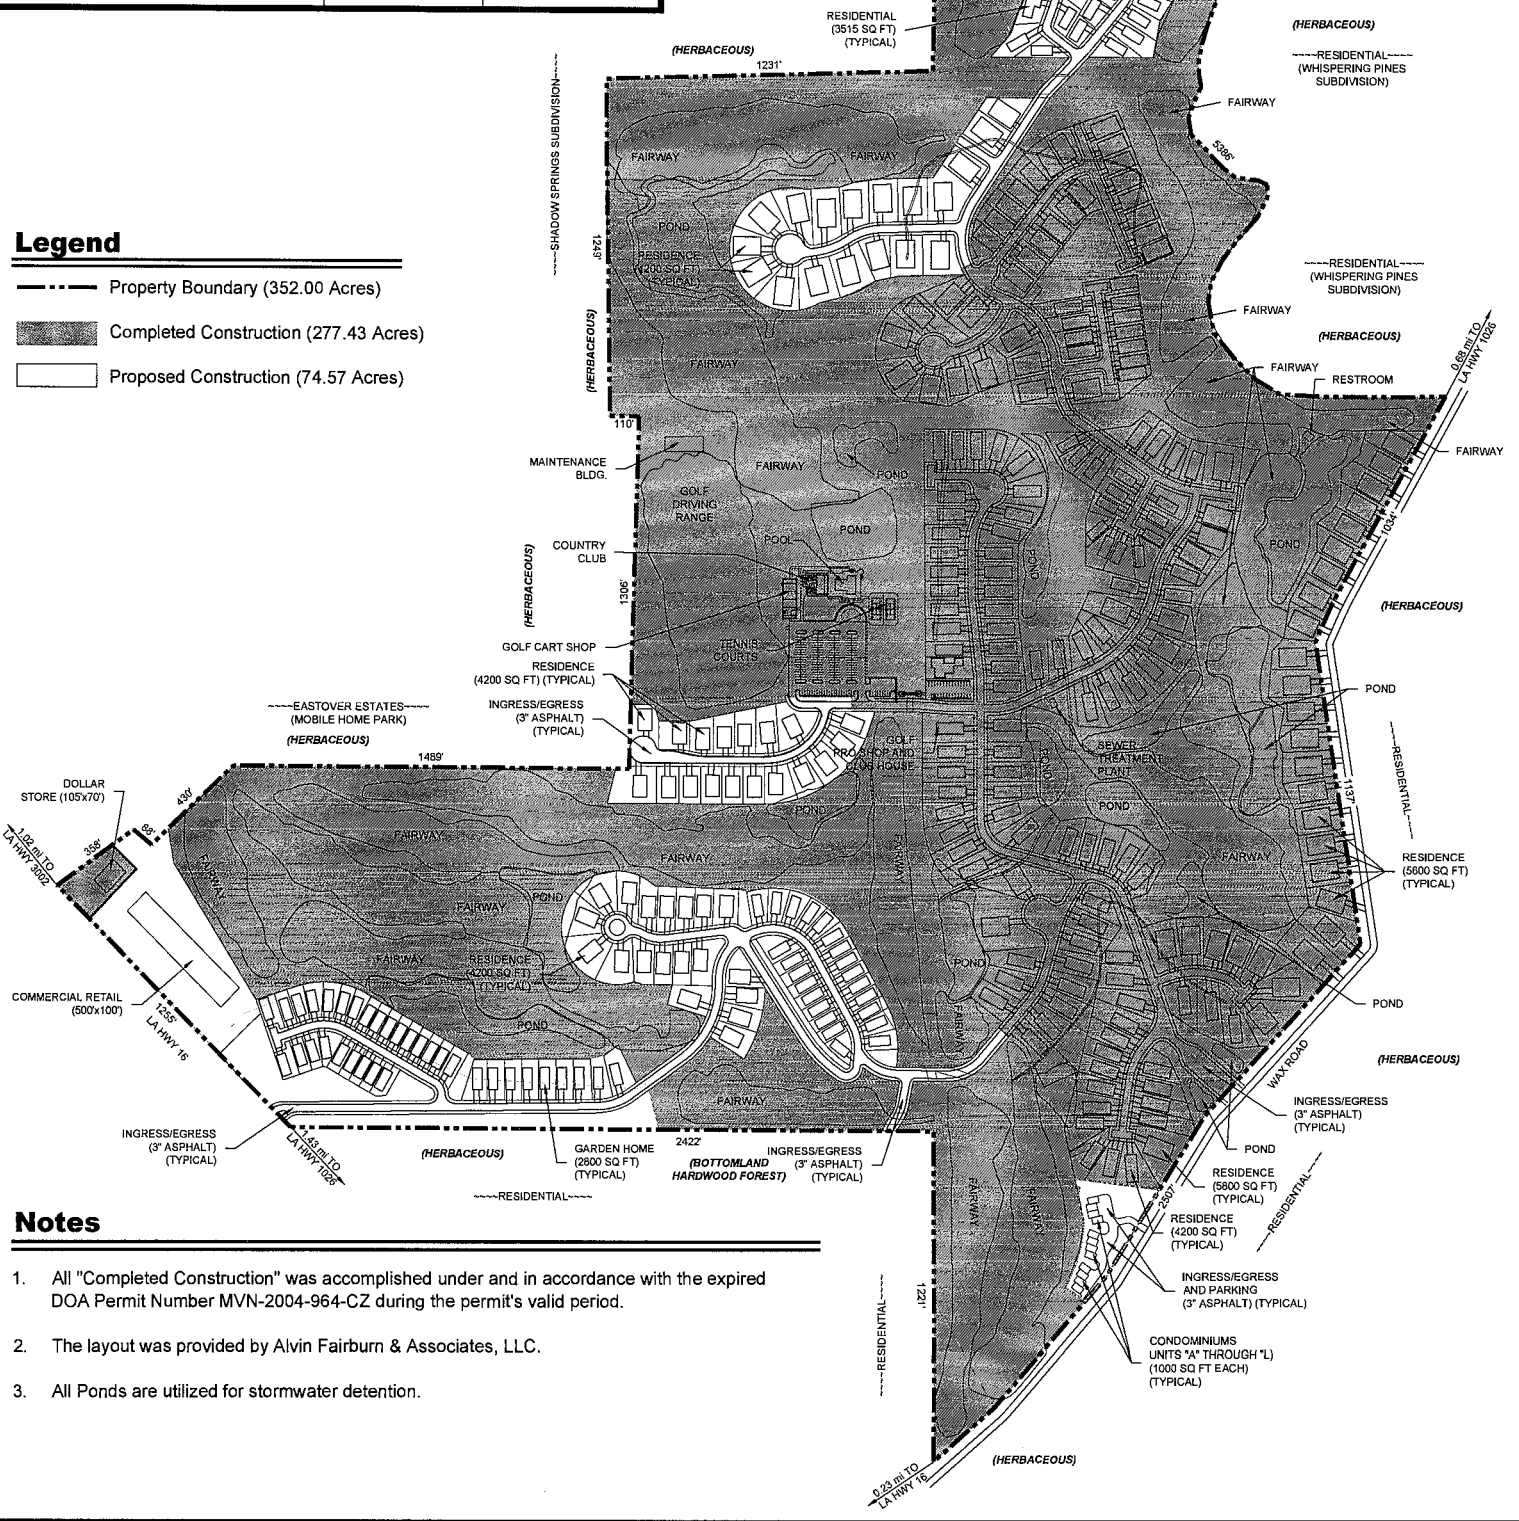 RESIDENTIAL
(3515 SQ FT)
(TYPICAL)
(HERBACEOUS)
(HERBACEOUS)
1231'
~~~~RESIDENTIAL~~~~
(WHISPERING PINES
SUBDIVISION)
~~~~SHADOW SPRINGS SUBDIVISION~~~~
FAIRWAY
5386'
FAIRWAY
FAIRWAY
POND
1249'
RESIDENCE
(4200 SQ FT)
(TYPICAL)
~~~~RESIDENTIAL~~~~
(WHISPERING PINES
SUBDIVISION)
Legend
Property Boundary (352.00 Acres)
Completed Construction (277.43 Acres)
Proposed Construction (74.57 Acres)
(HERBACEOUS)
FAIRWAY
(HERBACEOUS)
0.68 mi TO
LA HWY 1026
FAIRWAY
FAIRWAY
RESTROOM
110'
FAIRWAY
MAINTENANCE
BLDG.
FAIRWAY
POND
GOLF
DRIVING
RANGE
POND
1034'
POOL
POND
COUNTRY
CLUB
POND
(HERBACEOUS)
1306'
(HERBACEOUS)
GOLF CART SHOP
TENNIS
COURTS
RESIDENCE
(4200 SQ FT) (TYPICAL)
POND
~~~~EASTOVER ESTATES~~~~
(MOBILE HOME PARK)
(HERBACEOUS)
INGRESS/EGRESS
(3" ASPHALT)
(TYPICAL)
GOLF
PRO SHOP AND
CLUB HOUSE
SEWER
TREATMENT
PLANT
POND
~~~~RESIDENTIAL~~~~
1489'
1137'
DOLLAR
STORE (105'x70')
430'
POND
POND
88'
358'
1.02 mi TO
LA HWY 3002
FAIRWAY
FAIRWAY
FAIRWAY
FAIRWAY
FAIRWAY
RESIDENCE
(5600 SQ FT)
(TYPICAL)
POND
FAIRWAY
FAIRWAY
RESIDENCE
(4200 SQ FT)
(TYPICAL)
POND
COMMERCIAL RETAIL
(500'x100')
1255'
LA HWY 16
POND
FAIRWAY
POND
WAX ROAD
(HERBACEOUS)
FAIRWAY
INGRESS/EGRESS
(3" ASPHALT)
(TYPICAL)
INGRESS/EGRESS
(3" ASPHALT)
(TYPICAL)
1.43 mi TO
LA HWY 1026
(HERBACEOUS)
GARDEN HOME
(2800 SQ FT)
(TYPICAL)
2422'
(BOTTOMLAND
HARDWOOD FOREST)
INGRESS/EGRESS
(3" ASPHALT)
(TYPICAL)
POND
~~~~RESIDENTIAL~~~~
RESIDENCE
(5800 SQ FT)
(TYPICAL)
2507'
~~~~RESIDENTIAL~~~~
FAIRWAY
FAIRWAY
RESIDENCE
(4200 SQ FT)
(TYPICAL)
Notes
1. All "Completed Construction" was accomplished under and in accordance with the expired
DOA Permit Number MVN-2004-964-CZ during the permit's valid period.
2. The layout was provided by Alvin Fairburn & Associates, LLC.
3. All Ponds are utilized for stormwater detention.
INGRESS/EGRESS
AND PARKING
(3" ASPHALT) (TYPICAL)
1221'
~~~~RESIDENTIAL~~~~
CONDOMINIUMS
UNITS "A" THROUGH "L)
(1000 SQ FT EACH)
(TYPICAL)
(HERBACEOUS)
0.23 mi TO
LA HWY 16